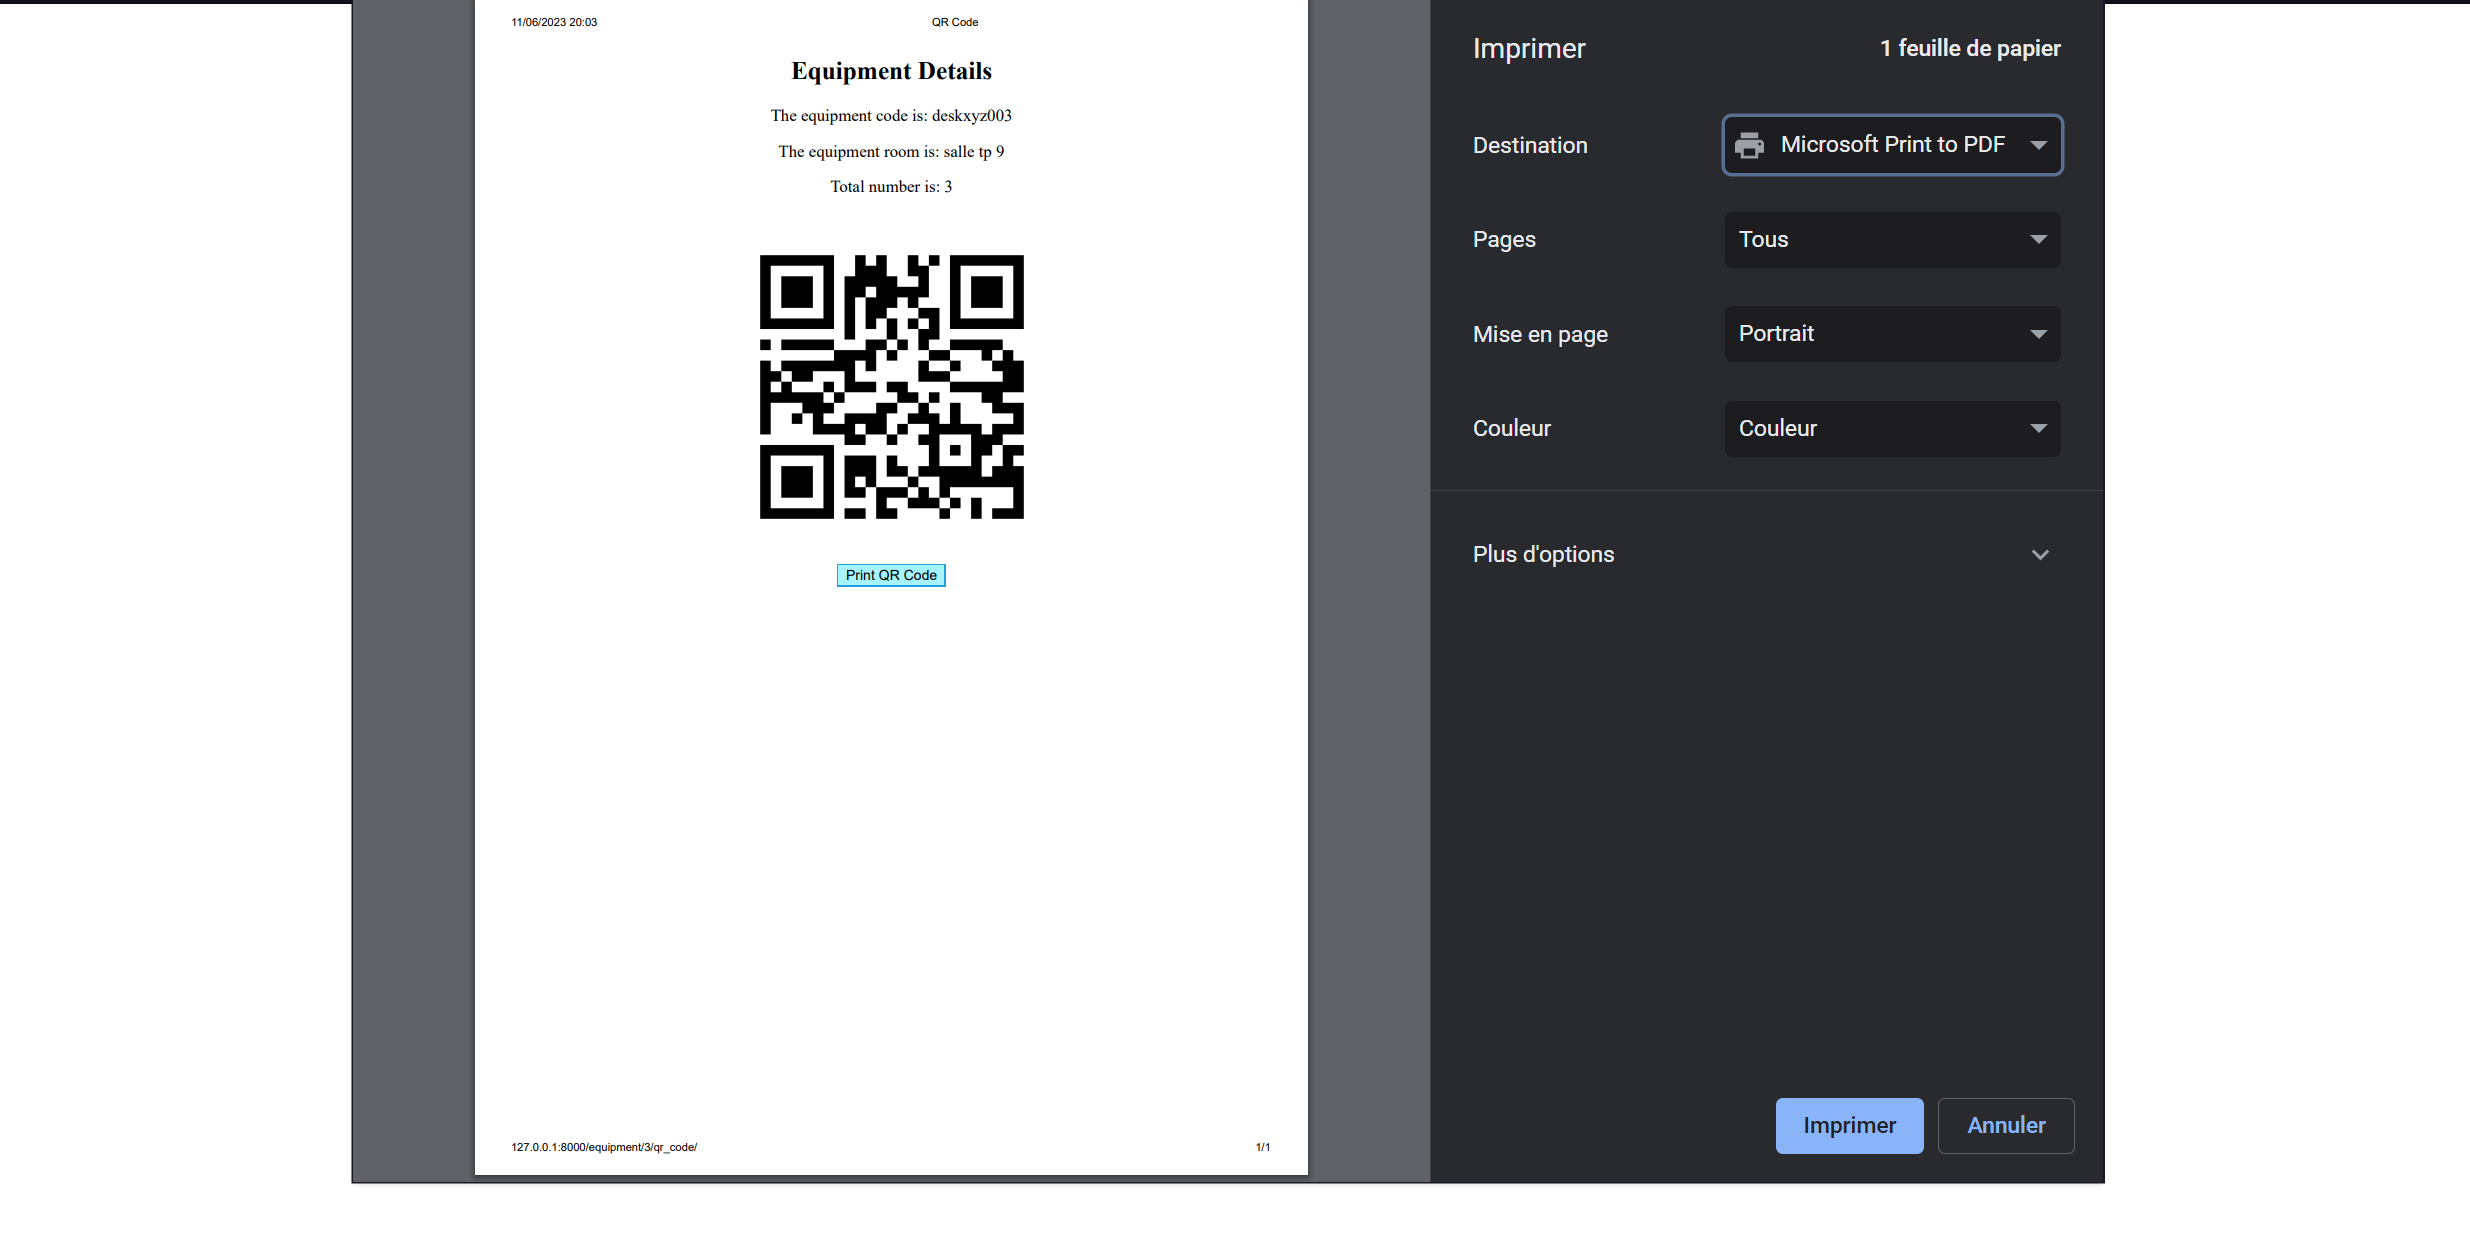 11/06/2023 20:03
QR Code
Equipment Details
The equipment code is: deskxyz003
The equipment room is: salle tp 9
Total number is: 3
Print QR Code
127.0.0.1:8000/equipment/3/qr_code/
1/1
Imprimer
1 feuille de papier
Destination
Microsoft Print to PDF
Pages
Tous
Mise en page
Portrait
Couleur
Couleur
Plus d'options
Imprimer
Annuler